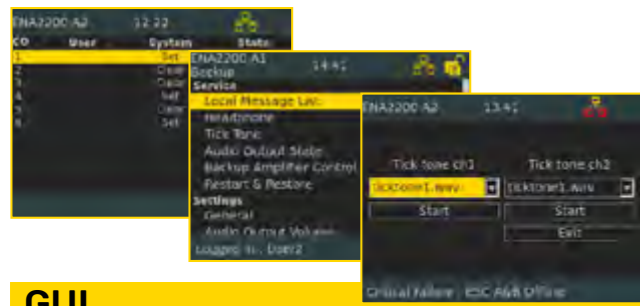 ENA2200 A2 12:22
CO User System State
1 Set
2 Clear
3 Clear
4 Set
5 Clear
6 Set
ENA2200 A1 14:41
Backup
Service
Local Message List
Headphone
Tick Tone
Audio Output State
Backup Amplifier Control
Restart & Restore
Settings
General
Audio Output Volume
Logged in: User2
ENA2200 A2 13:41
Tick tone ch1 Tick tone ch2
ticktone1.wav ticktone1.wav
Start Start
Exit
Critical Failure: ESC A&B Offline
GUI